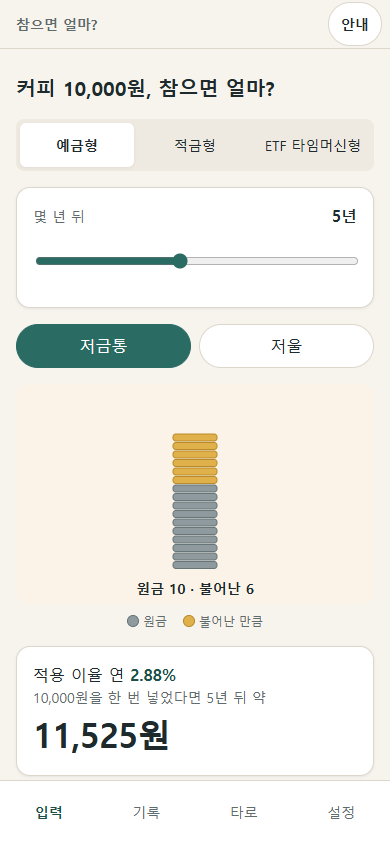 참으면 얼마?
안내
커피 10,000원, 참으면 얼마?
예금형 적금형 ETF 타임머신형
몇 년 뒤 5년
저금통 저울
원금 10 · 불어난 6
원금 불어난 만큼
적용 이율 연 2.88%
10,000원을 한 번 넣었다면 5년 뒤 약
11,525원
입력 기록 타로 설정